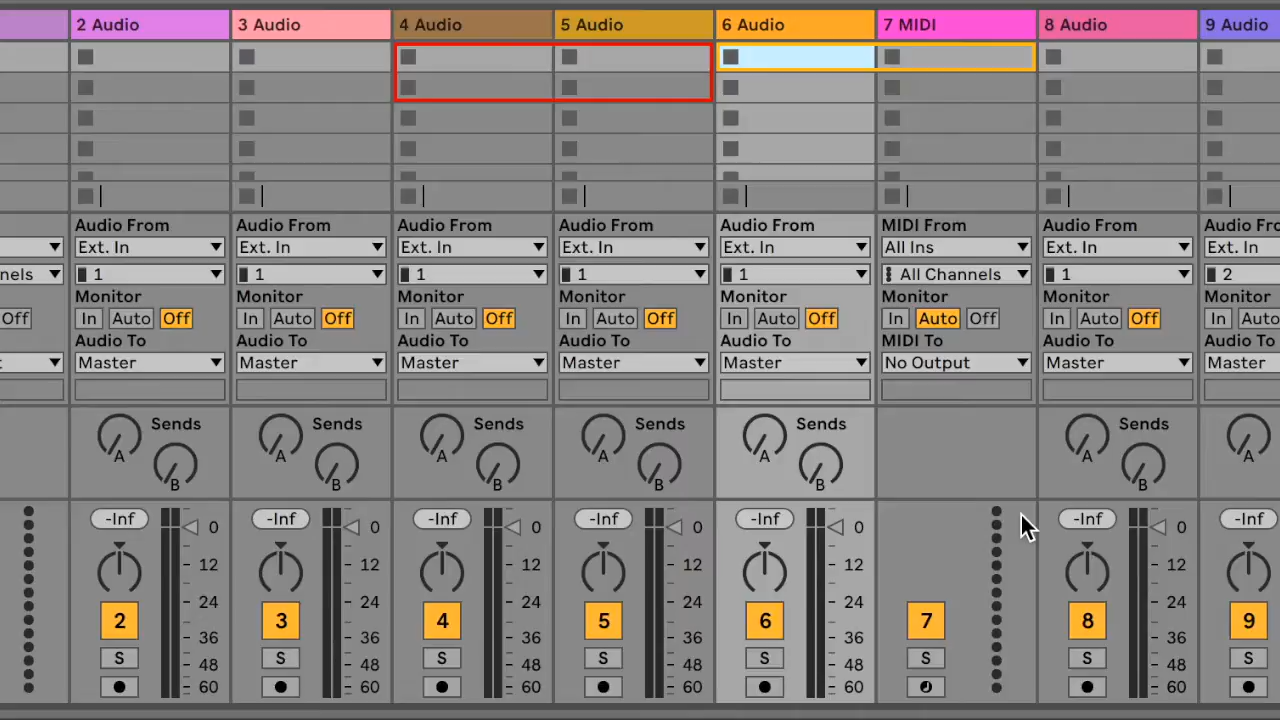 2 Audio 3 Audio 4 Audio 5 Audio 6 Audio 7 MIDI 8 Audio 9 Audio
Audio From Audio From Audio From Audio From Audio From MIDI From Audio From Audio From
Ext. In Ext. In Ext. In Ext. In Ext. In All Ins Ext. In Ext. In
nels 1 1 1 1 1 All Channels 1 2
Monitor Monitor Monitor Monitor Monitor Monitor Monitor Monitor
Off In Auto Off In Auto Off In Auto Off In Auto Off In Auto Off In Auto Off In Auto Off In Auto
Audio To Audio To Audio To Audio To Audio To MIDI To Audio To Audio To
t Master Master Master Master Master No Output Master Master
Sends Sends Sends Sends Sends Sends
A A A A A A A
B B B B B B
-Inf 0 -Inf 0 -Inf 0 -Inf 0 -Inf 0 -Inf 0 -Inf
12 12 12 12 12 12
24 24 24 24 24 24
2 3 4 5 6 7 8 9
36 36 36 36 36 36
S 48 S 48 S 48 S 48 S 48 S S 48 S
60 60 60 60 60 60